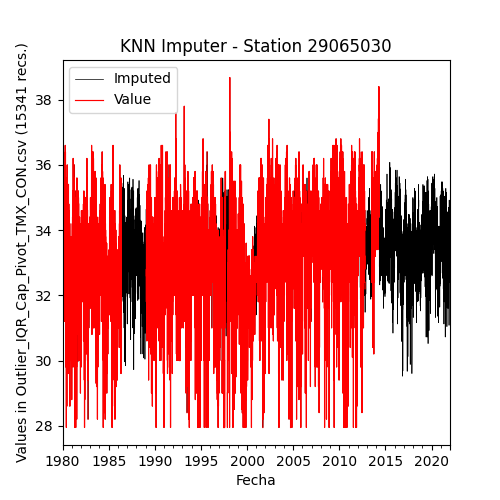 KNN Imputer - Station 29065030
Imputed
Value
Values in Outlier_IQR_Cap_Pivot_TMX_CON.csv (15341 recs.)
38
36
34
32
30
28
1980 1985 1990 1995 2000 2005 2010 2015 2020
Fecha